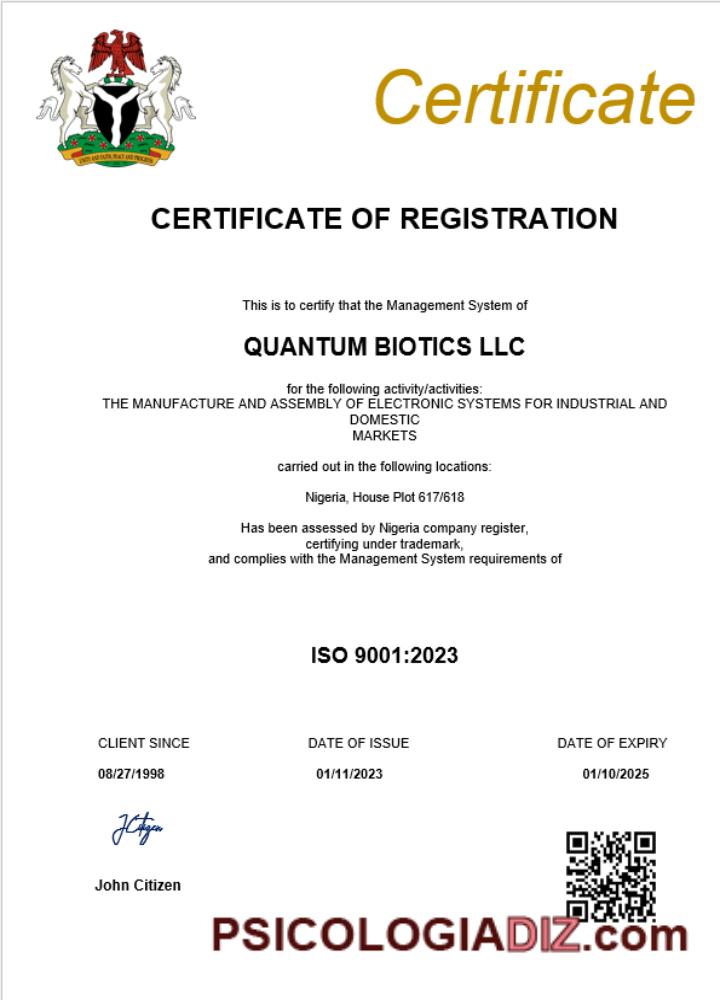 UNITY AND FAITH, PEACE AND PROGRESS
Certificate
CERTIFICATE OF REGISTRATION
This is to certify that the Management System of
QUANTUM BIOTICS LLC
for the following activity/activities:
THE MANUFACTURE AND ASSEMBLY OF ELECTRONIC SYSTEMS FOR INDUSTRIAL AND
DOMESTIC
MARKETS
carried out in the following locations:
Nigeria, House Plot 617/618
Has been assessed by Nigeria company register,
certifying under trademark,
and complies with the Management System requirements of
ISO 9001:2023
CLIENT SINCE DATE OF ISSUE DATE OF EXPIRY
08/27/1998 01/11/2023 01/10/2025
JCitizen
John Citizen
PSICOLOGIADIZ.com